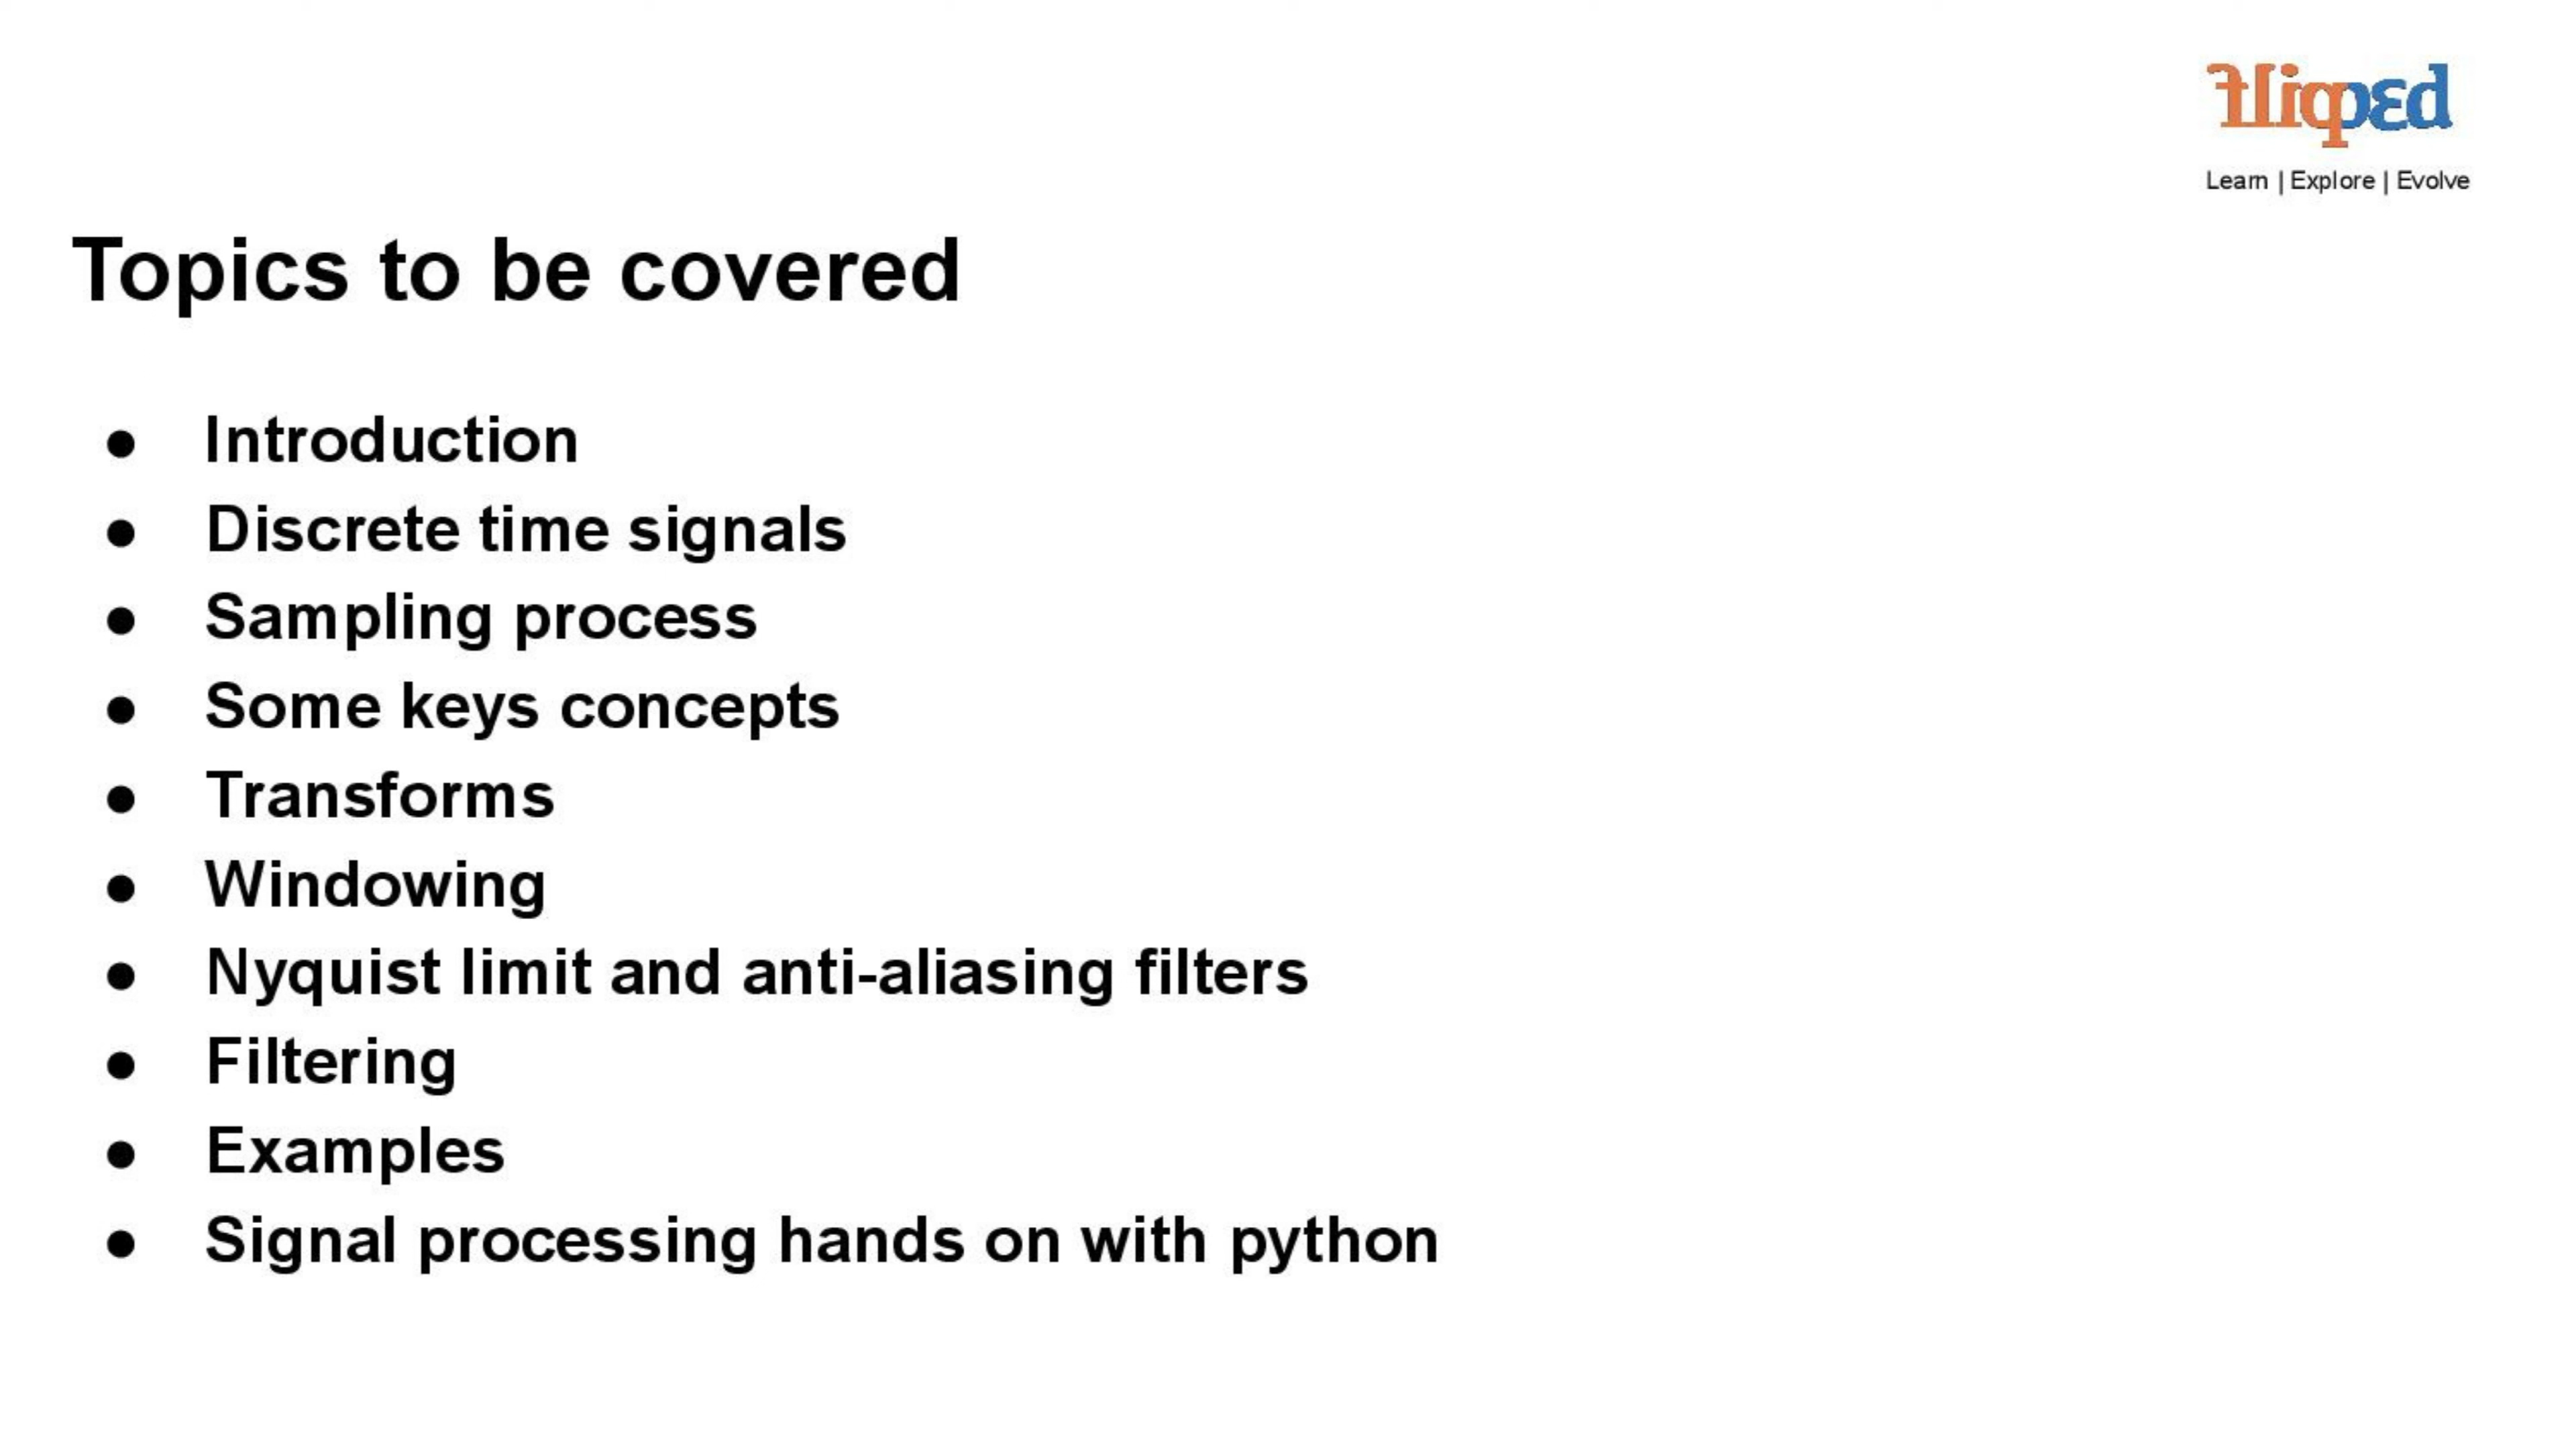 flipped
Learn | Explore | Evolve
Topics to be covered
● Introduction
● Discrete time signals
● Sampling process
● Some keys concepts
● Transforms
● Windowing
● Nyquist limit and anti-aliasing filters
● Filtering
● Examples
● Signal processing hands on with python